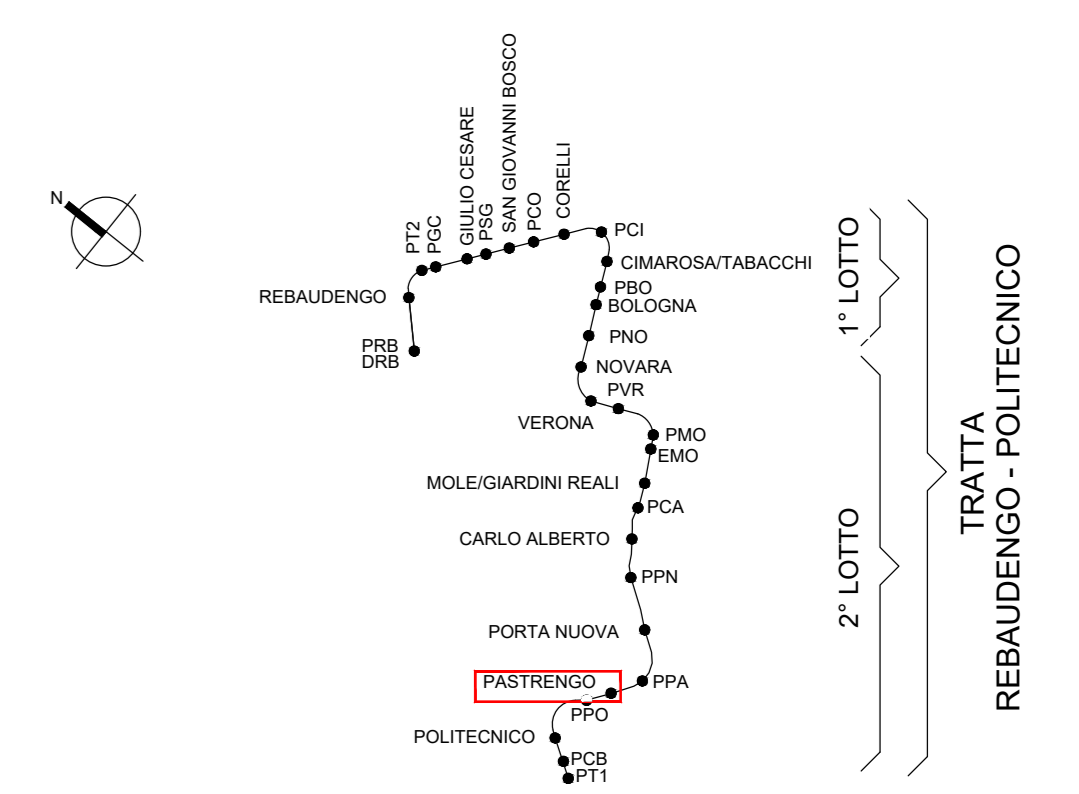 N
PT2
PGC
GIULIO CESARE
PSG
SAN GIOVANNI BOSCO
PCO
CORELLI
PCI
CIMAROSA/TABACCHI
REBAUDENGO
PBO
BOLOGNA
PNO
PRB
DRB
NOVARA
PVR
VERONA
PMO
EMO
MOLE/GIARDINI REALI
PCA
CARLO ALBERTO
PPN
PORTA NUOVA
PASTRENGO
PPA
PPO
POLITECNICO
PCB
PT1
1° LOTTO
2° LOTTO
TRATTA
REBAUDENGO - POLITECNICO